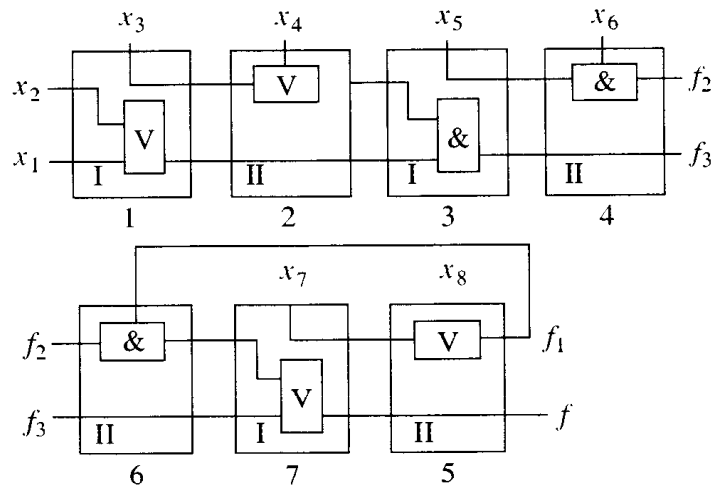 x3 x4 x5 x6
x2 V & f2
x1 V & f3
I II I II
1 2 3 4
x7 x8
f2 & V f1
V
f3 f
II I II
6 7 5